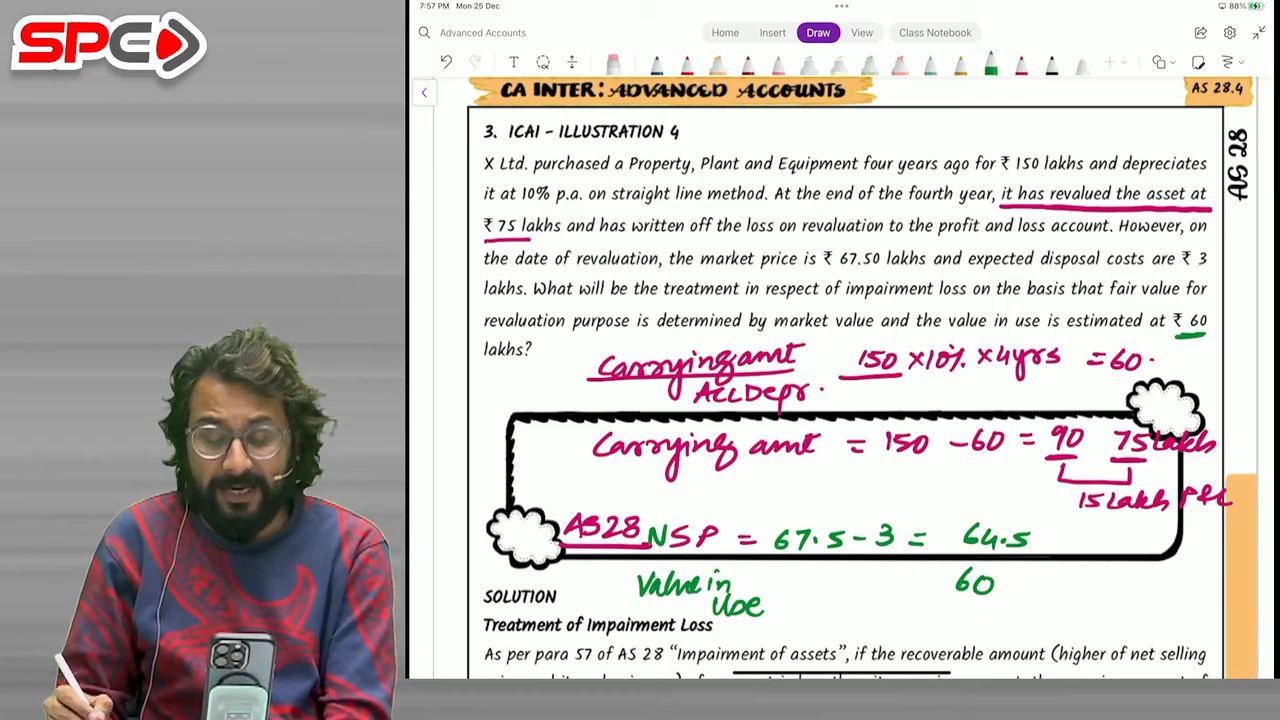 SPC
7:57 PM Mon 25 Dec
88%
Advanced Accounts
Home Insert Draw View Class Notebook
CA INTER: ADVANCED ACCOUNTS
AS 28.4
AS 28
3. ICAI - ILLUSTRATION 4
X Ltd. purchased a Property, Plant and Equipment four years ago for ₹ 150 lakhs and depreciates
it at 10% p.a. on straight line method. At the end of the fourth year, it has revalued the asset at
₹ 75 lakhs and has written off the loss on revaluation to the profit and loss account. However, on
the date of revaluation, the market price is ₹ 67.50 lakhs and expected disposal costs are ₹ 3
lakhs. What will be the treatment in respect of impairment loss on the basis that fair value for
revaluation purpose is determined by market value and the value in use is estimated at ₹ 60
lakhs?
Carrying amt 150 ×10% ×4yrs = 60
Acc Depr.
Carrying amt = 150 - 60 = 90 75 lakhs
15 Lakhs P&L
AS 28 NSP = 67.5 - 3 = 64.5
Value in Use 60
SOLUTION
Treatment of Impairment Loss
As per para 57 of AS 28 “Impairment of assets”, if the recoverable amount (higher of net selling